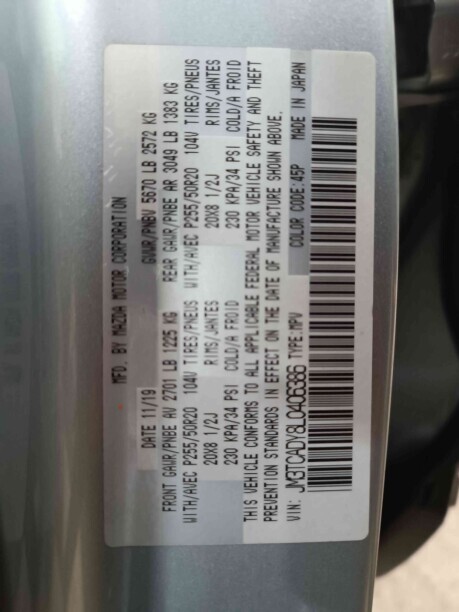 MFD. BY MAZDA MOTOR CORPORATION
DATE 11/19 GVWR/PNBV 5670 LB 2572 KG
FRONT GAWR/PNBE AV 2701 LB 1225 KG REAR GAWR/PNBE AR 3049 LB 1383 KG
WITH/AVEC P255/50R20 104V TIRES/PNEUS WITH/AVEC P255/50R20 104V TIRES/PNEUS
20X8 1/2J RIMS/JANTES 20X8 1/2J RIMS/JANTES
230 KPA/34 PSI COLD/A FROID 230 KPA/34 PSI COLD/A FROID
THIS VEHICLE CONFORMS TO ALL APPLICABLE FEDERAL MOTOR VEHICLE SAFETY AND THEFT
PREVENTION STANDARDS IN EFFECT ON THE DATE OF MANUFACTURE SHOWN ABOVE.
COLOR CODE:45P MADE IN JAPAN
VIN: JM3TCADY8L0406386 TYPE:MPV